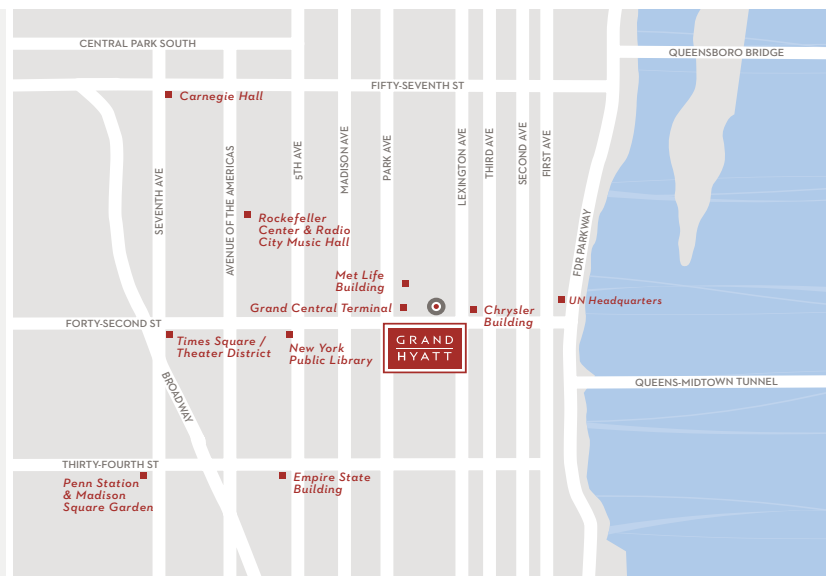 CENTRAL PARK SOUTH
QUEENSBORO BRIDGE
FIFTY-SEVENTH ST
Carnegie Hall
SEVENTH AVE
AVENUE OF THE AMERICAS
5TH AVE
MADISON AVE
PARK AVE
LEXINGTON AVE
THIRD AVE
SECOND AVE
FIRST AVE
FDR PARKWAY
Rockefeller
Center & Radio
City Music Hall
Met Life
Building
Grand Central Terminal
Chrysler
Building
UN Headquarters
FORTY-SECOND ST
Times Square /
Theater District
New York
Public Library
GRAND
HYATT
BROADWAY
QUEENS-MIDTOWN TUNNEL
THIRTY-FOURTH ST
Penn Station
& Madison
Square Garden
Empire State
Building